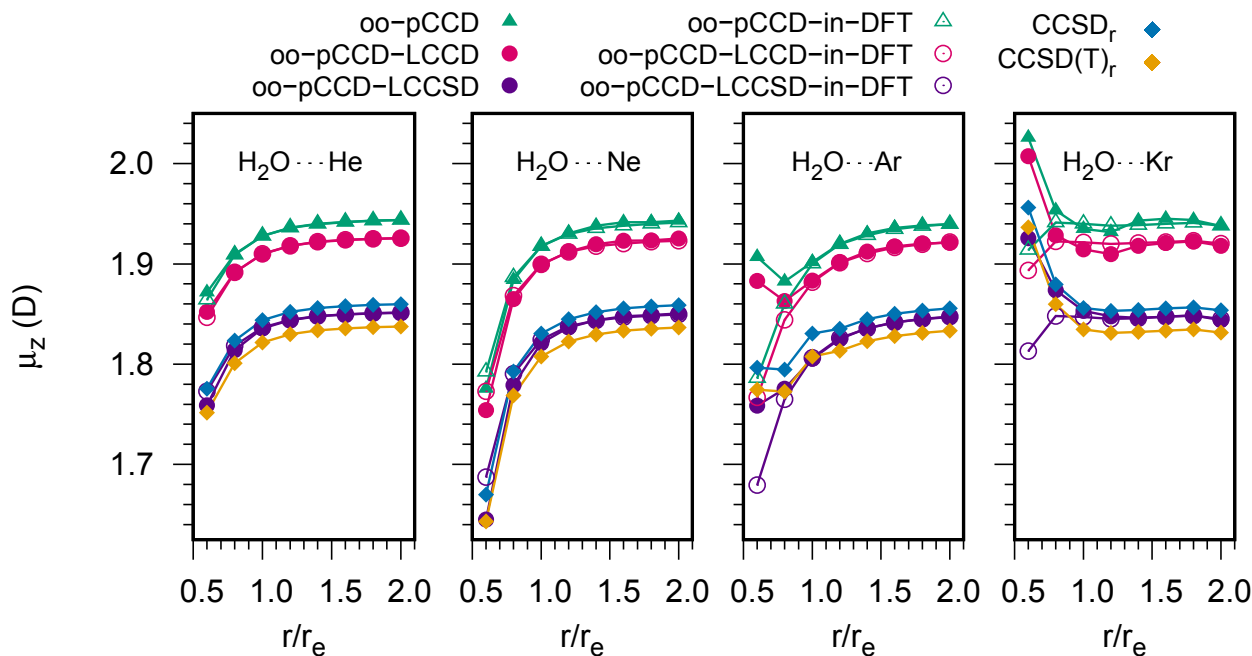 oo−pCCD
oo−pCCD−LCCD
oo−pCCD−LCCSD
oo−pCCD−in−DFT
oo−pCCD−LCCD−in−DFT
oo−pCCD−LCCSD−in−DFT
CCSDr
CCSD(T)r
μz (D)
2.0
1.9
1.8
1.7
H2O ···· He
H2O ···· Ne
H2O ···· Ar
H2O ···· Kr
0.5 1.0 1.5 2.0
0.5 1.0 1.5 2.0
0.5 1.0 1.5 2.0
0.5 1.0 1.5 2.0
r/re
r/re
r/re
r/re